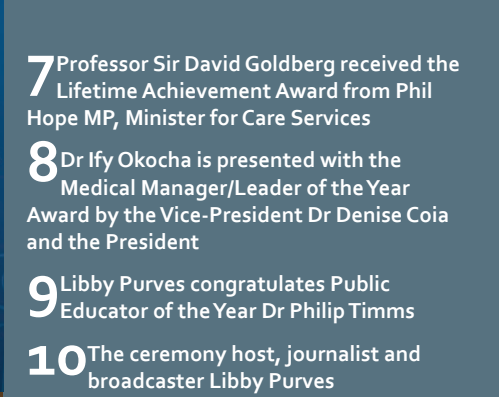 7 Professor Sir David Goldberg received the
Lifetime Achievement Award from Phil
Hope MP, Minister for Care Services
8 Dr Ify Okocha is presented with the
Medical Manager/Leader of the Year
Award by the Vice-President Dr Denise Coia
and the President
9 Libby Purves congratulates Public
Educator of the Year Dr Philip Timms
10 The ceremony host, journalist and
broadcaster Libby Purves